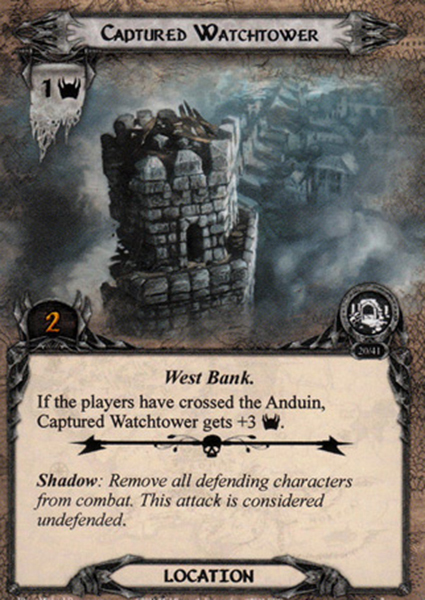 CAPTURED WATCHTOWER
1
2
20/41
West Bank.
If the players have crossed the Anduin,
Captured Watchtower gets +3 .
Shadow: Remove all defending characters
from combat. This attack is considered
undefended.
LOCATION